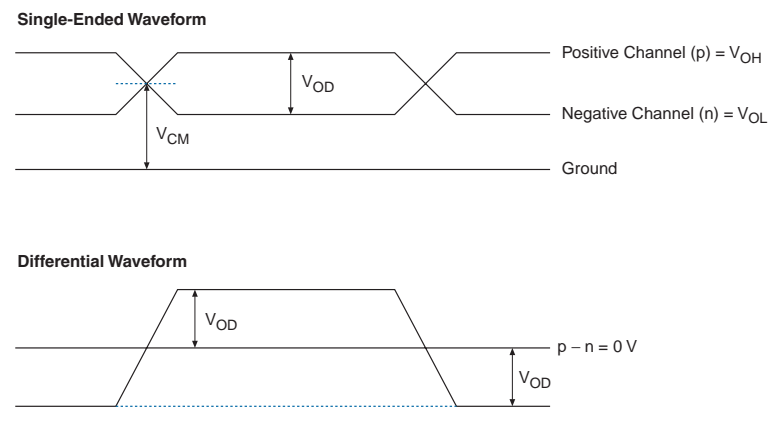 Single-Ended Waveform
Positive Channel (p) = VOH
VOD
Negative Channel (n) = VOL
VCM
Ground
Differential Waveform
VOD
p − n = 0 V
VOD